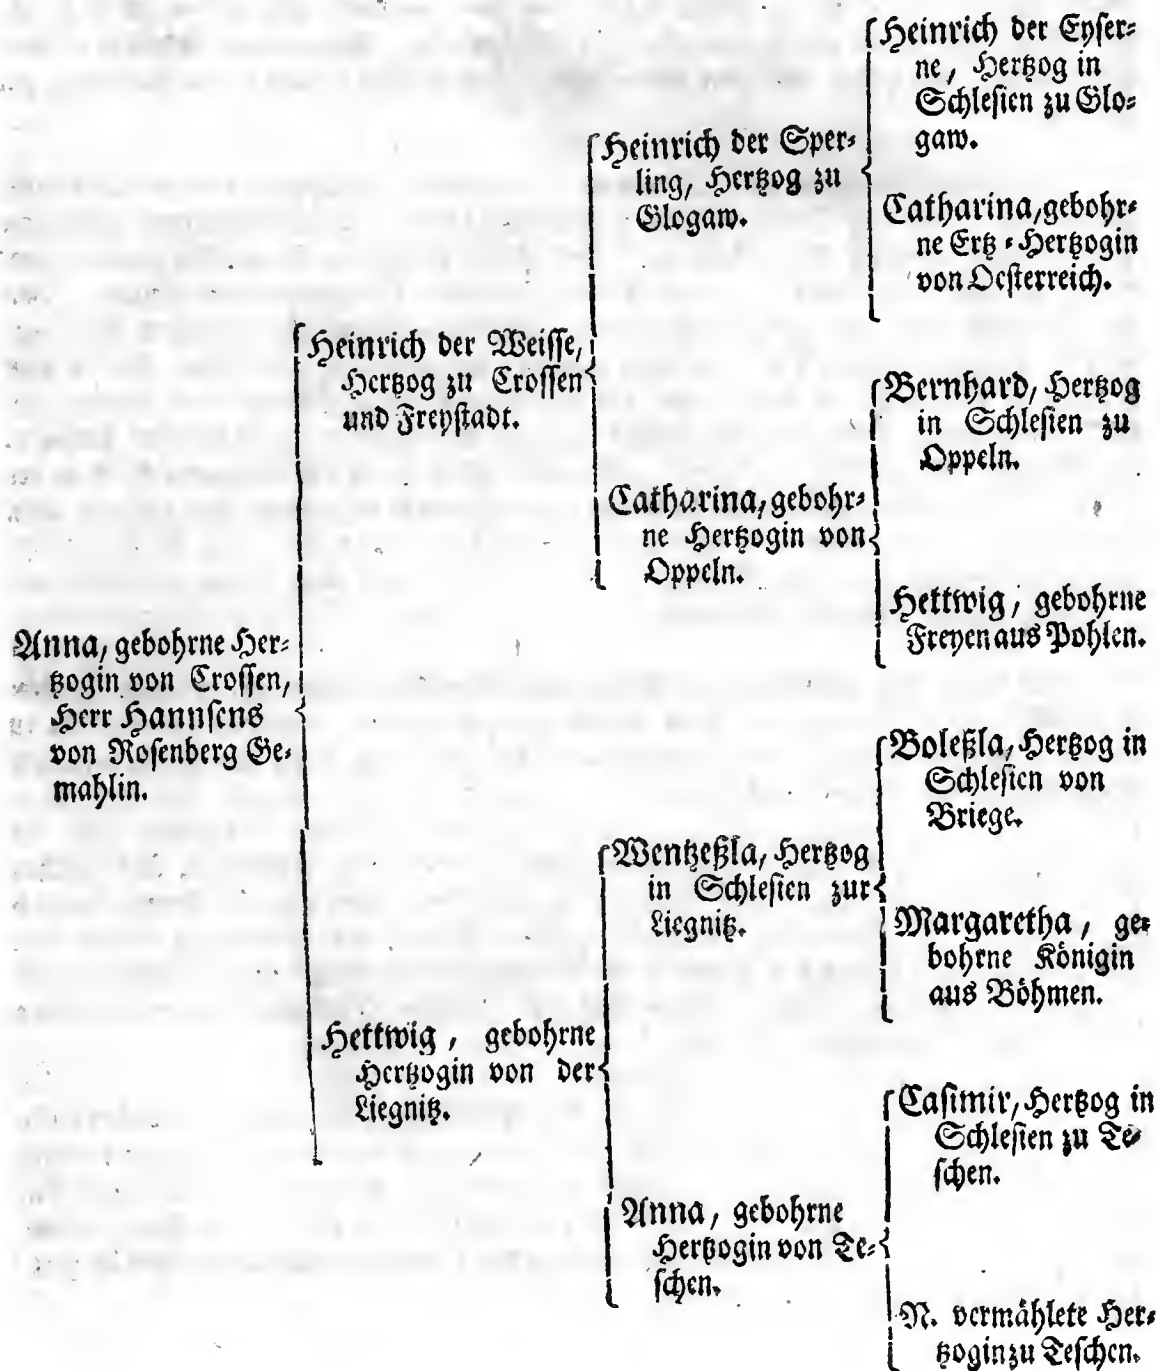 Heinrich der Eyser⸗
ne, Hertzog in
Schlesien zu Glo⸗
gaw.
Heinrich der Sper⸗
ling, Hertzog zu
Glogaw.
Catharina, gebohr⸗
ne Ertz⸗Hertzogin
von Oesterreich.
Heinrich der Weisse,
Hertzog zu Crossen
und Freystadt.
Bernhard, Hertzog
in Schlesien zu
Oppeln.
Catharina, gebohr⸗
ne Hertzogin von
Oppeln.
Hettwig, gebohrne
Freyen aus Pohlen.
Anna, gebohrne Her⸗
tzogin von Crossen,
Herr Hannsens
von Rosenberg Ge⸗
mahlin.
Boleßla, Hertzog in
Schlesien von
Briege.
Wentzeßla, Hertzog
in Schlesien zur
Liegnitz.
Margaretha, ge⸗
bohrne Königin
aus Böhmen.
Hettwig, gebohrne
Hertzogin von der
Liegnitz.
Casimir, Hertzog in
Schlesien zu Te⸗
schen.
Anna, gebohrne
Hertzogin von Te⸗
schen.
N. vermählete Her⸗
tzogin zu Teschen.